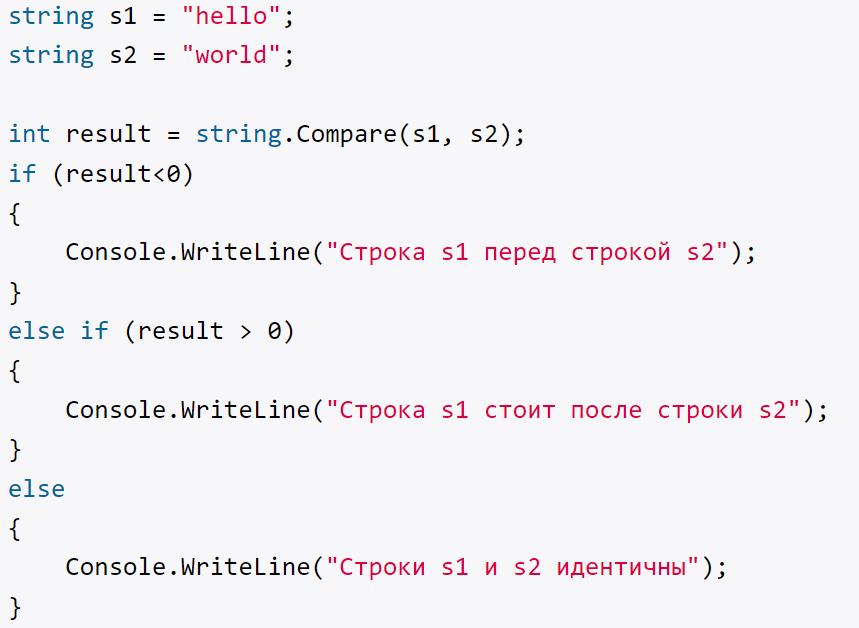 string s1 = "hello";
string s2 = "world";

int result = string.Compare(s1, s2);
if (result<0)
{
    Console.WriteLine("Строка s1 перед строкой s2");
}
else if (result > 0)
{
    Console.WriteLine("Строка s1 стоит после строки s2");
}
else
{
    Console.WriteLine("Строки s1 и s2 идентичны");
}